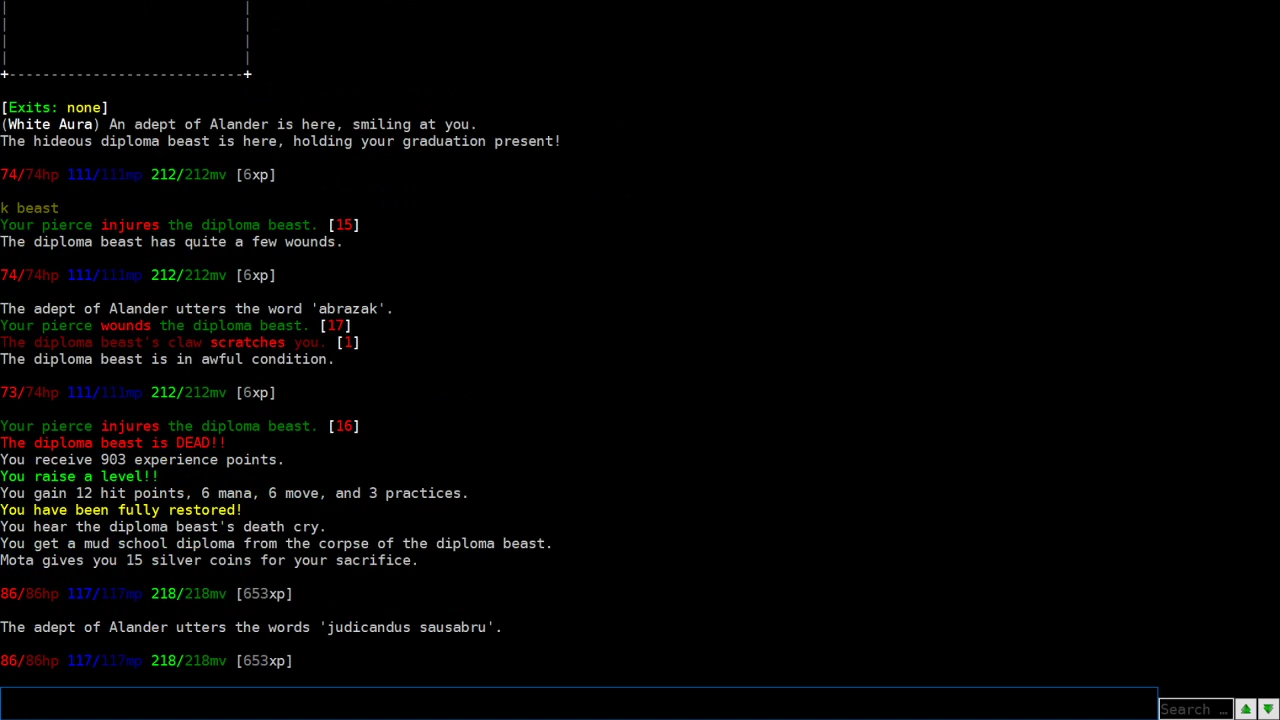 |                            |
|                            |
|                            |
|                            |
+----------------------------+
[Exits: none]
(White Aura) An adept of Alander is here, smiling at you.
The hideous diploma beast is here, holding your graduation present!
74/74hp 111/111mp 212/212mv [6xp]
k beast
Your pierce injures the diploma beast. [15]
The diploma beast has quite a few wounds.
74/74hp 111/111mp 212/212mv [6xp]
The adept of Alander utters the word 'abrazak'.
Your pierce wounds the diploma beast. [17]
The diploma beast's claw scratches you. [1]
The diploma beast is in awful condition.
73/74hp 111/111mp 212/212mv [6xp]
Your pierce injures the diploma beast. [16]
The diploma beast is DEAD!!
You receive 903 experience points.
You raise a level!!
You gain 12 hit points, 6 mana, 6 move, and 3 practices.
You have been fully restored!
You hear the diploma beast's death cry.
You get a mud school diploma from the corpse of the diploma beast.
Mota gives you 15 silver coins for your sacrifice.
86/86hp 117/117mp 218/218mv [653xp]
The adept of Alander utters the words 'judicandus sausabru'.
86/86hp 117/117mp 218/218mv [653xp]
Search ...